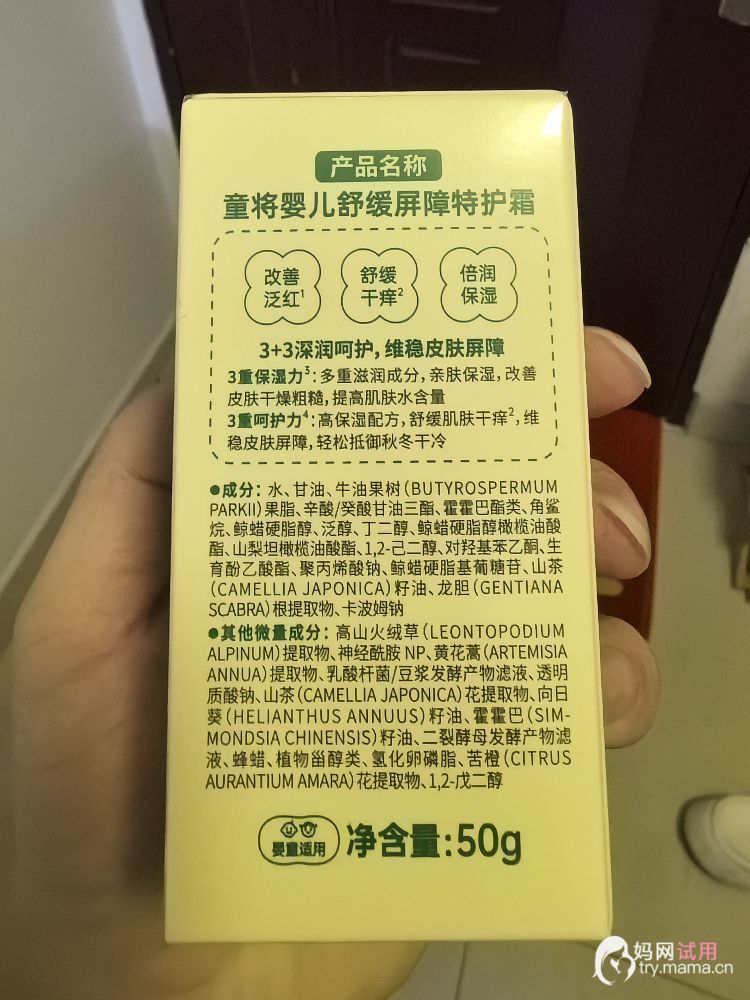 产品名称
童将婴儿舒缓屏障特护霜
改善 舒缓 倍润
泛红¹ 干痒² 保湿
3+3深润呵护,维稳皮肤屏障
3重保湿力³:多重滋润成分,亲肤保湿,改善
皮肤干燥粗糙,提高肌肤水含量
3重呵护力⁴:高保湿配方,舒缓肌肤干痒²,维
稳皮肤屏障,轻松抵御秋冬干冷
●成分:水、甘油、牛油果树(BUTYROSPERMUM
PARKII)果脂、辛酸/癸酸甘油三酯、霍霍巴酯类、角鲨
烷、鲸蜡硬脂醇、泛醇、丁二醇、鲸蜡硬脂醇橄榄油酸
酯、山梨坦橄榄油酸酯、1,2-己二醇、对羟基苯乙酮、生
育酚乙酸酯、聚丙烯酸钠、鲸蜡硬脂基葡糖苷、山茶
(CAMELLIA JAPONICA)籽油、龙胆(GENTIANA
SCABRA)根提取物、卡波姆钠
●其他微量成分:高山火绒草(LEONTOPODIUM
ALPINUM)提取物、神经酰胺 NP、黄花蒿(ARTEMISIA
ANNUA)提取物、乳酸杆菌/豆浆发酵产物滤液、透明
质酸钠、山茶(CAMELLIA JAPONICA)花提取物、向日
葵(HELIANTHUS ANNUUS)籽油、霍霍巴(SIM-
MONDSIA CHINENSIS)籽油、二裂酵母发酵产物滤
液、蜂蜡、植物甾醇类、氢化卵磷脂、苦橙(CITRUS
AURANTIUM AMARA)花提取物、1,2-戊二醇
婴童适用 净含量:50g
妈网试用
try.mama.cn